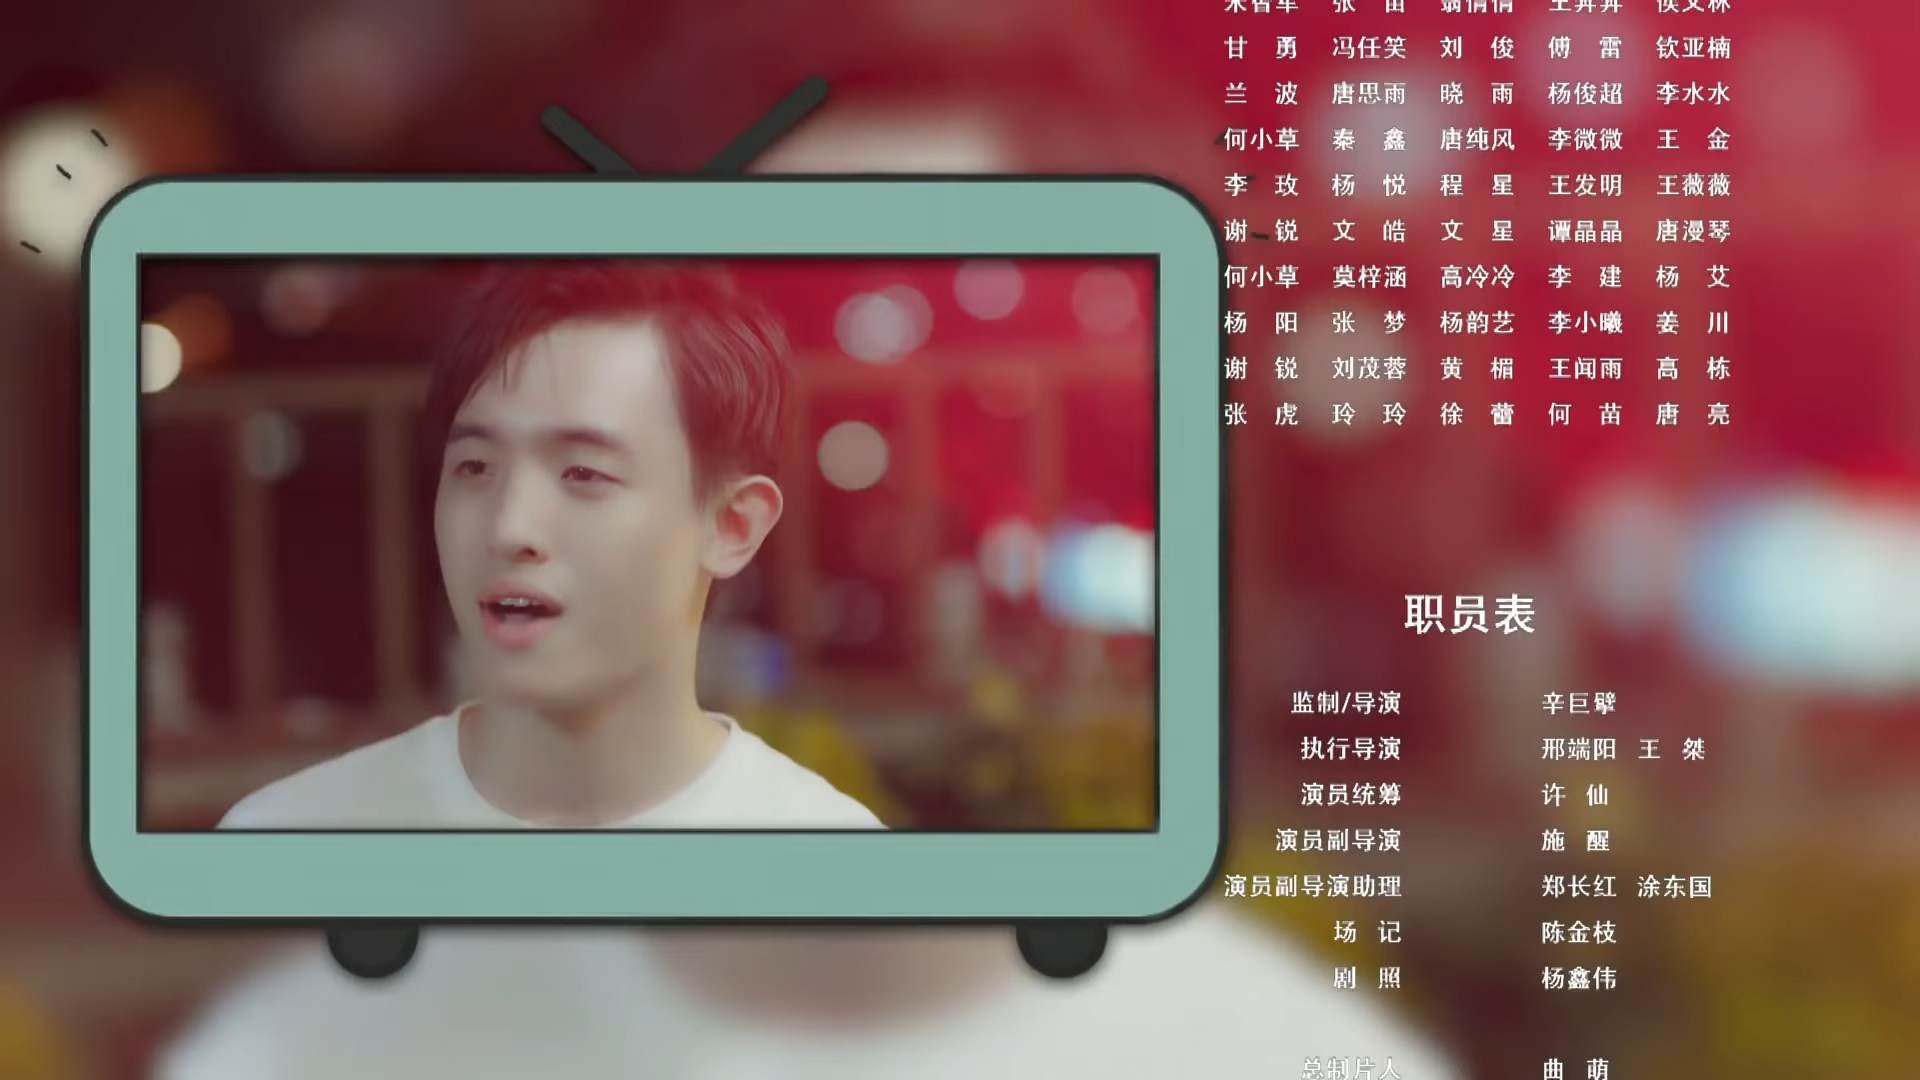 甘 勇 冯任笑 刘 俊 傅 雷 钦亚楠
兰 波 唐思雨 晓 雨 杨俊超 李水水
何小草 秦 鑫 唐纯风 李微微 王 金
李 玫 杨 悦 程 星 王发明 王薇薇
谢 锐 文 皓 文 星 谭晶晶 唐漫琴
何小草 莫梓涵 高冷冷 李 建 杨 艾
杨 阳 张 梦 杨韵艺 李小曦 姜 川
谢 锐 刘茂蓉 黄 楣 王闻雨 高 栋
张 虎 玲 玲 徐 蕾 何 苗 唐 亮
职员表
监制/导演 辛巨擘
执行导演 邢端阳 王 桀
演员统筹 许 仙
演员副导演 施 醒
演员副导演助理 郑长红 涂东国
场 记 陈金枝
剧 照 杨鑫伟
总制片人 曲 萌